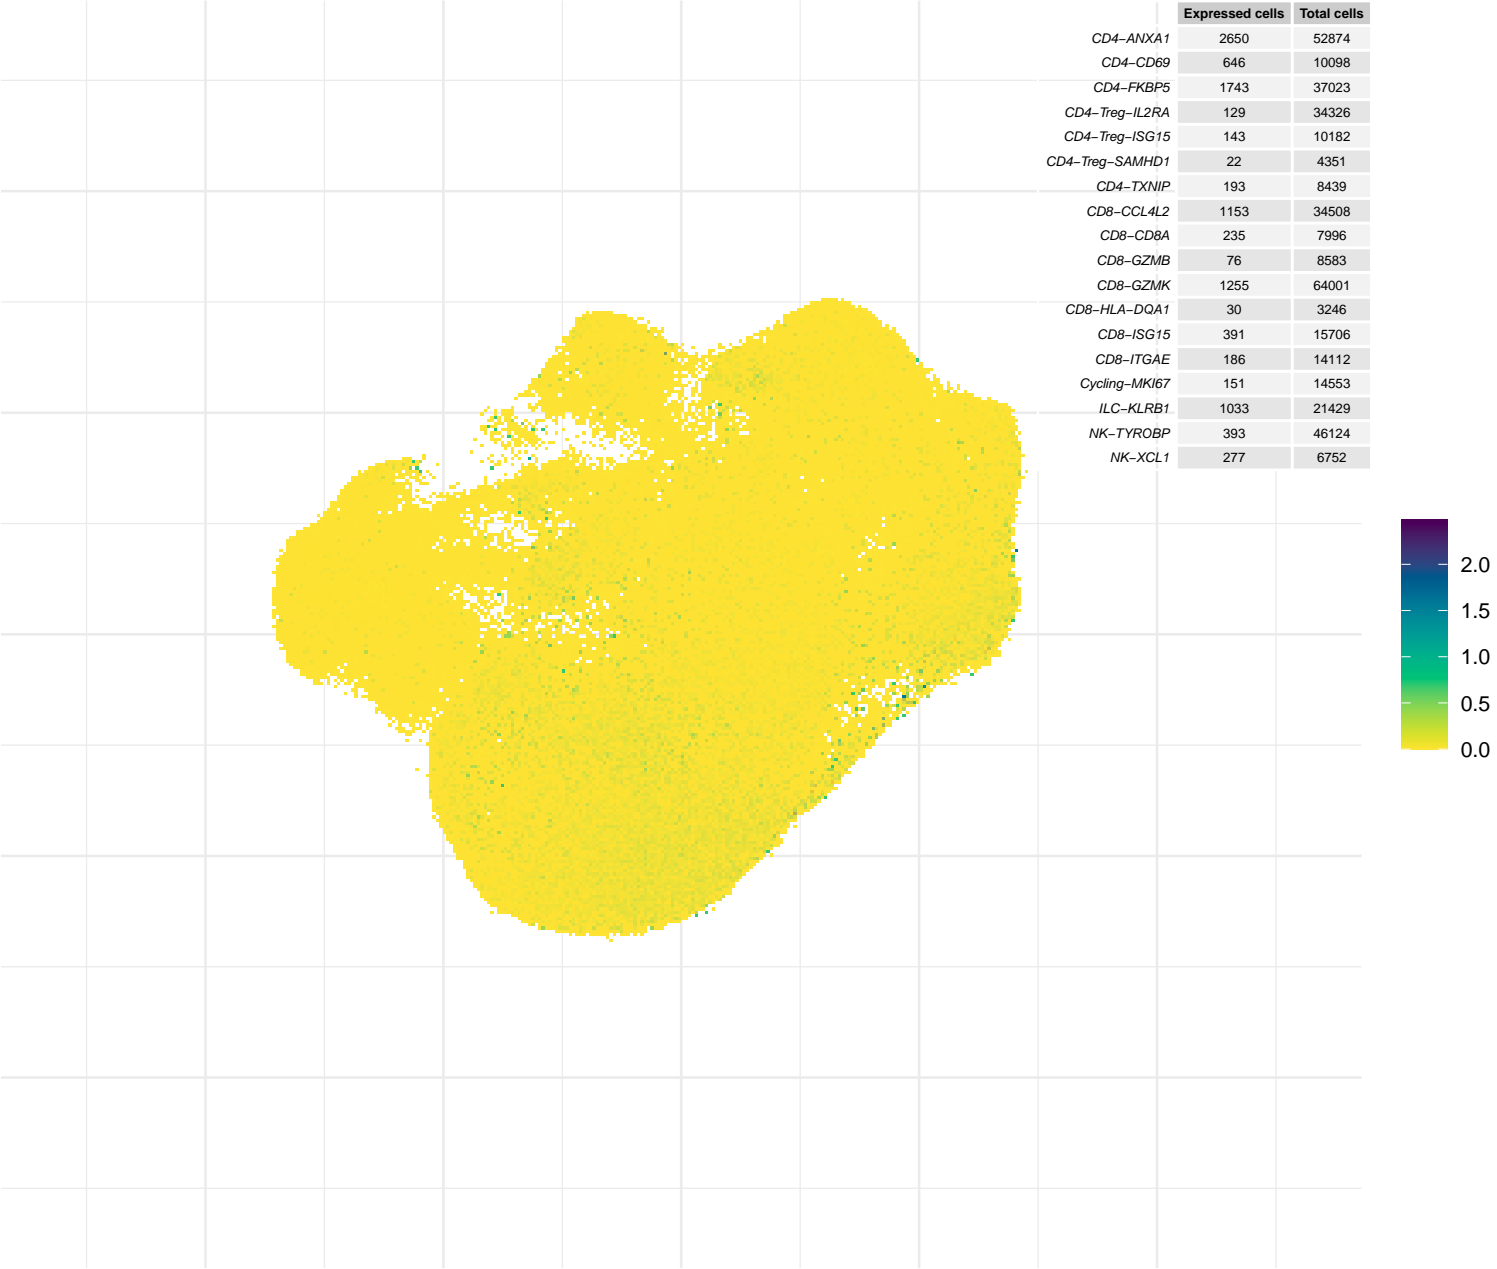 Expressed cells Total cells
CD4−ANXA1 2650 52874
CD4−CD69 646 10098
CD4−FKBP5 1743 37023
CD4−Treg−IL2RA 129 34326
CD4−Treg−ISG15 143 10182
CD4−Treg−SAMHD1 22 4351
CD4−TXNIP 193 8439
CD8−CCL4L2 1153 34508
CD8−CD8A 235 7996
CD8−GZMB 76 8583
CD8−GZMK 1255 64001
CD8−HLA−DQA1 30 3246
CD8−ISG15 391 15706
CD8−ITGAE 186 14112
Cycling−MKI67 151 14553
ILC−KLRB1 1033 21429
NK−TYROBP 393 46124
NK−XCL1 277 6752
2.0
1.5
1.0
0.5
0.0